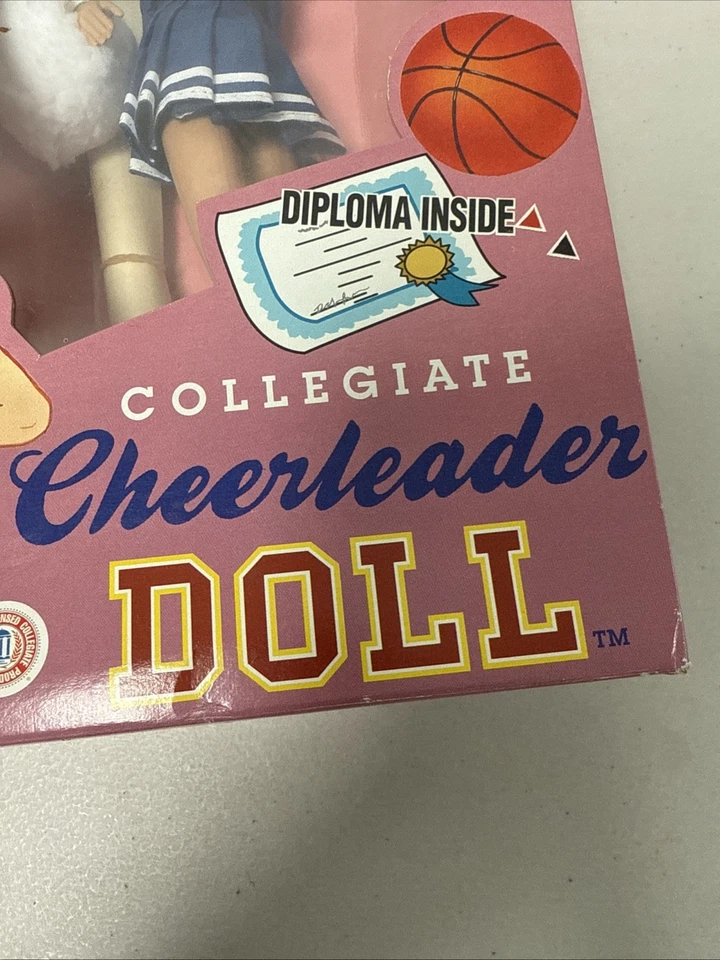 DIPLOMA INSIDE
COLLEGIATE
Cheerleader
DOLL TM